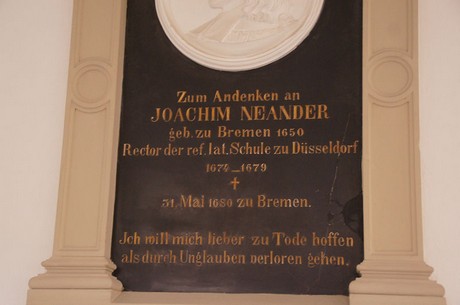 Zum Andenken an
JOACHIM NEANDER
geb. zu Bremen 1650
Rector der ref. lat. Schule zu Düsseldorf
1674–1679
✝
31. Mai 1680 zu Bremen.
Ich will mich lieber zu Tode hoffen
als durch Unglauben verloren gehen.